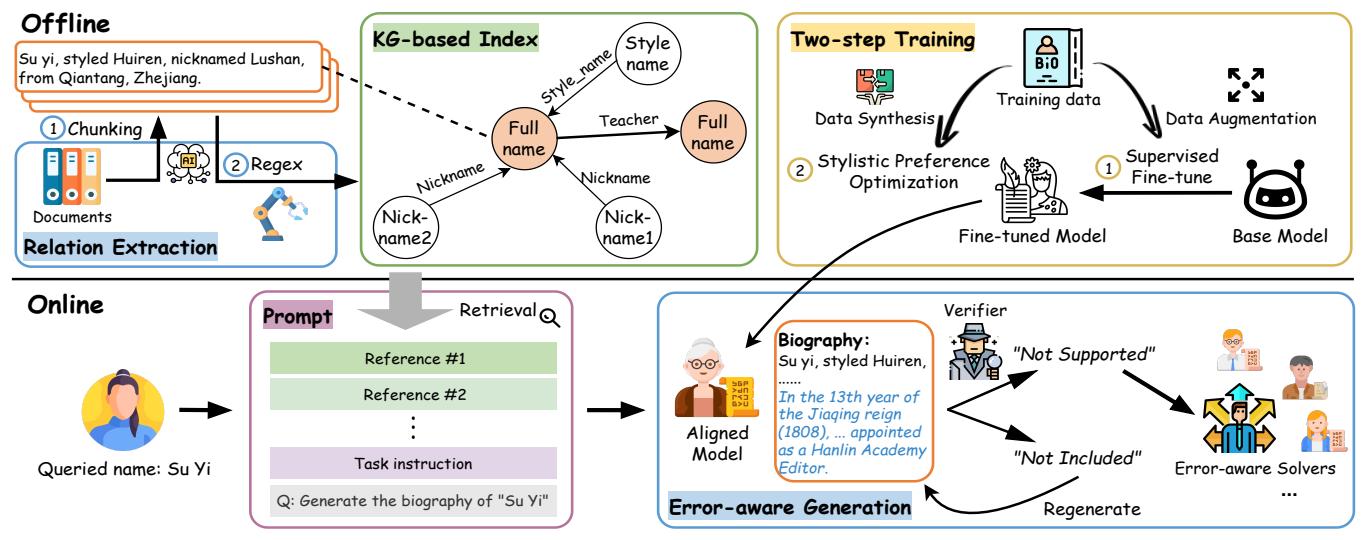 Offline
Su yi, styled Huiren, nicknamed Lushan,
from Qiantang, Zhejiang.
1 Chunking
AI
2 Regex
Documents
Relation Extraction
KG-based Index
Style
name
Style_name
Full
name
Teacher
Full
name
Nickname
Nickname
Nick-
name2
Nick-
name1
Two-step Training
BiO
Training data
Data Synthesis
Data Augmentation
2 Stylistic Preference
Optimization
1 Supervised
Fine-tune
Fine-tuned Model
Base Model
Online
Queried name: Su Yi
Prompt
Retrieval
Reference #1
Reference #2
⋮
Task instruction
Q: Generate the biography of "Su Yi"
Aligned
Model
Biography:
Su yi, styled Huiren,
......
In the 13th year of
the Jiaqing reign
(1808), ... appointed
as a Hanlin Academy
Editor.
Verifier
"Not Supported"
"Not Included"
Regenerate
Error-aware Solvers
...
Error-aware Generation